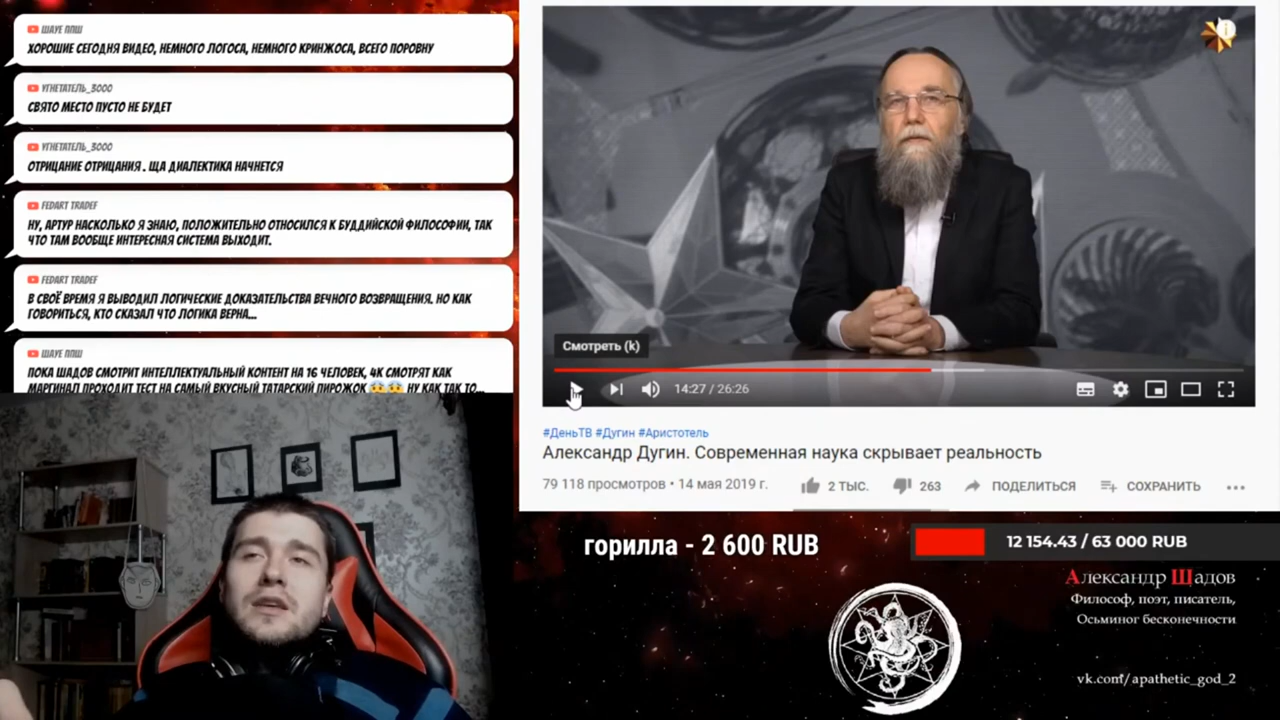 ШАУЕ ППШ
ХОРОШИЕ СЕГОДНЯ ВИДЕО, НЕМНОГО ЛОГОСА, НЕМНОГО КРИНЖОСА, ВСЕГО ПОРОВНУ
УГНЕТАТЕЛЬ_3000
СВЯТО МЕСТО ПУСТО НЕ БУДЕТ
УГНЕТАТЕЛЬ_3000
ОТРИЦАНИЕ ОТРИЦАНИЯ . ЩА ДИАЛЕКТИКА НАЧНЕТСЯ
FEDART TRADEF
НУ, АРТУР НАСКОЛЬКО Я ЗНАЮ, ПОЛОЖИТЕЛЬНО ОТНОСИЛСЯ К БУДДИЙСКОЙ ФИЛОСОФИИ, ТАК
ЧТО ТАМ ВООБЩЕ ИНТЕРЕСНАЯ СИСТЕМА ВЫХОДИТ.
FEDART TRADEF
В СВОЁ ВРЕМЯ Я ВЫВОДИЛ ЛОГИЧЕСКИЕ ДОКАЗАТЕЛЬСТВА ВЕЧНОГО ВОЗВРАЩЕНИЯ. НО КАК
ГОВОРИТЬСЯ, КТО СКАЗАЛ ЧТО ЛОГИКА ВЕРНА...
ШАУЕ ППШ
ПОКА ШАДОВ СМОТРИТ ИНТЕЛЛЕКТУАЛЬНЫЙ КОНТЕНТ НА 16 ЧЕЛОВЕК, 4К СМОТРЯТ КАК
МАРГИНАЛ ПРОХОДИТ ТЕСТ НА САМЫЙ ВКУСНЫЙ ТАТАРСКИЙ ПИРОЖОК НУ КАК ТАК ТО...
Смотреть (k)
14:27 / 26:26
#ДеньТВ #Дугин #Аристотель
Александр Дугин. Современная наука скрывает реальность
79 118 просмотров • 14 мая 2019 г.
2 ТЫС.
263
ПОДЕЛИТЬСЯ
СОХРАНИТЬ
горилла - 2 600 RUB
12 154.43 / 63 000 RUB
Александр Шадов
Философ, поэт, писатель,
Осьминог бесконечности
vk.com/apathetic_god_2